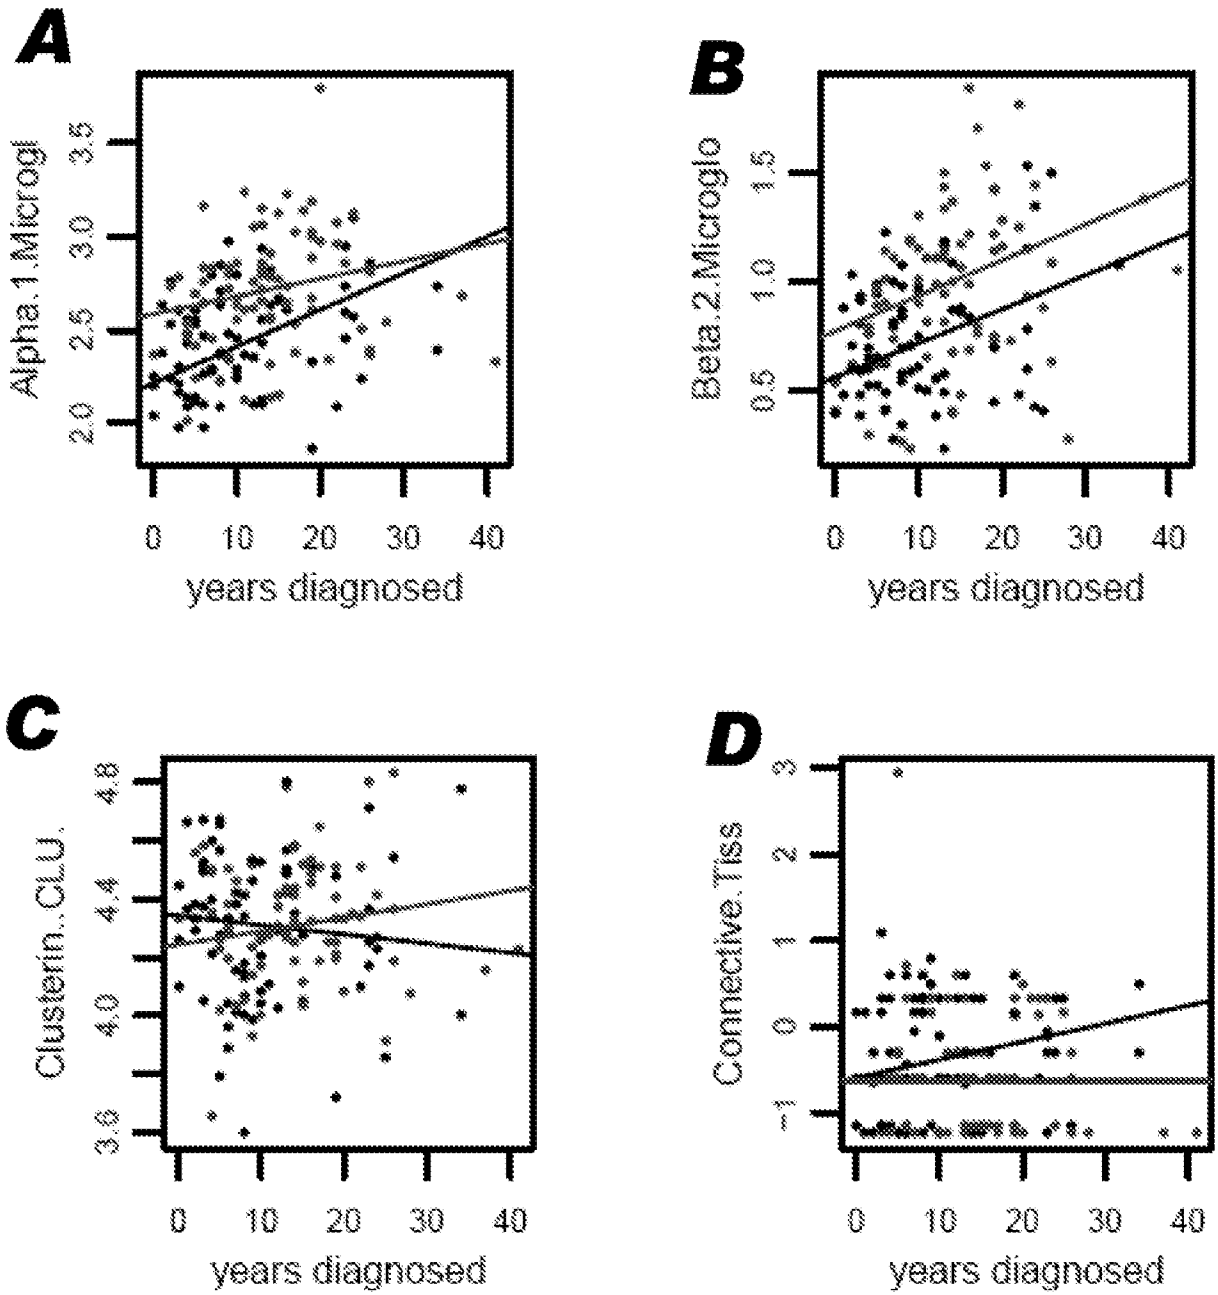 A
Alpha.1.Microgl
2.0 2.5 3.0 3.5
0 10 20 30 40
years diagnosed
B
Beta.2.Microglo
0.5 1.0 1.5
0 10 20 30 40
years diagnosed
C
Clusterin..CLU.
3.6 4.0 4.4 4.8
0 10 20 30 40
years diagnosed
D
Connective.Tiss
-1 0 1 2 3
0 10 20 30 40
years diagnosed